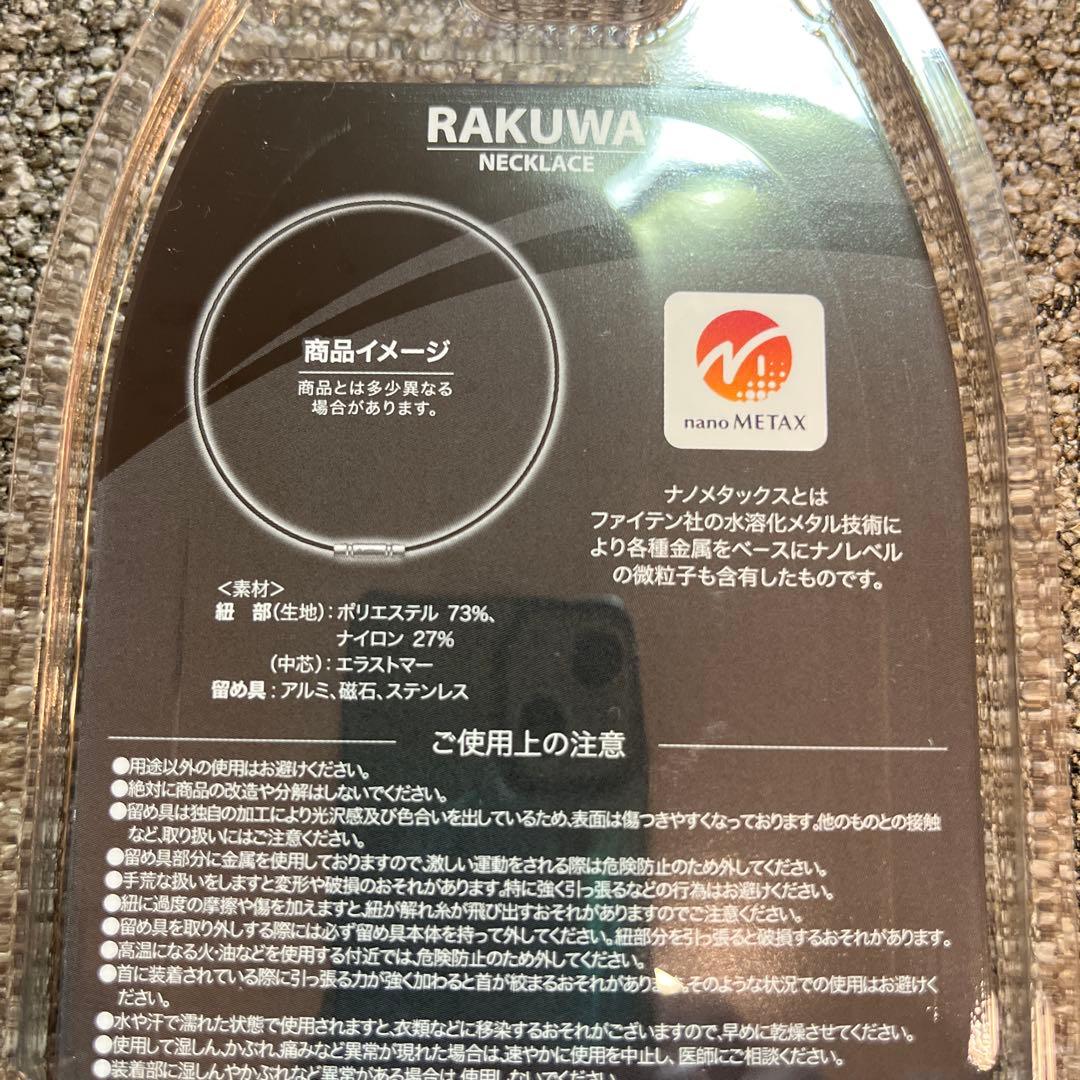 RAKUWA
NECKLACE
商品イメージ
商品とは多少異なる
場合があります。
nano METAX
ナノメタックスとは
ファイテン社の水溶化メタル技術に
より各種金属をベースにナノレベル
の微粒子も含有したものです。
＜素材＞
紐 部(生地)：ポリエステル 73%、
ナイロン 27%
(中芯)：エラストマー
留め具：アルミ、磁石、ステンレス
ご使用上の注意
●用途以外の使用はお避けください。
●絶対に商品の改造や分解はしないでください。
●留め具は独自の加工により光沢感及び色合いを出しているため、表面は傷つきやすくなっております。他のものとの接触
など、取り扱いにはご注意ください。
●留め具部分に金属を使用しておりますので、激しい運動をされる際は危険防止のため外してください。
●手荒な扱いをしますと変形や破損のおそれがあります。特に強く引っ張るなどの行為はお避けください。
●紐に過度の摩擦や傷を加えますと、紐が解れ糸が飛び出すおそれがありますのでご注意ください。
●留め具を取り外しする際には必ず留め具本体を持って外してください。紐部分を引っ張ると破損するおそれがあります。
●高温になる火・油などを使用する付近では、危険防止のため外してください。
●首に装着されている際に引っ張る力が強く加わると首が絞まるおそれがあります。そのような状況での使用はお避けく
ださい。
●水や汗で濡れた状態で使用されますと、衣類などに移染するおそれがございますので、早めに乾燥させてください。
●使用して湿しん、かぶれ、痛みなど異常が現れた場合は、速やかに使用を中止し、医師にご相談ください。
●装着部に湿しんやかぶれなど異常がある場合は、使用しないでください。